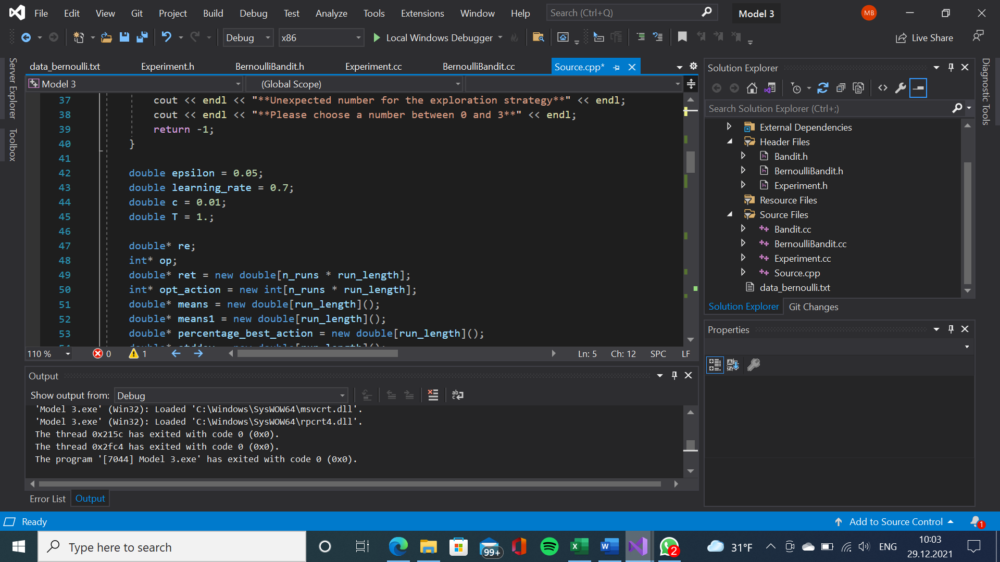 File Edit View Git Project Build Debug Test Analyze Tools Extensions Window Help Search (Ctrl+Q) Model 3 MB
Debug x86 Local Windows Debugger Live Share
Server Explorer
Toolbox
data_bernoulli.txt Experiment.h BernoulliBandit.h Experiment.cc BernoulliBandit.cc Source.cpp*
Model 3 (Global Scope)
37 cout << endl << "**Unexpected number for the exploration strategy**" << endl;
38 cout << endl << "**Please choose a number between 0 and 3**" << endl;
39 return -1;
40 }
41
42 double epsilon = 0.05;
43 double learning_rate = 0.7;
44 double c = 0.01;
45 double T = 1.;
46
47 double* re;
48 int* op;
49 double* ret = new double[n_runs * run_length];
50 int* opt_action = new int[n_runs * run_length];
51 double* means = new double[run_length]();
52 double* means1 = new double[run_length]();
53 double* percentage_best_action = new double[run_length]();
110 % 0 1 Ln: 5 Ch: 12 SPC LF
Output
Show output from: Debug
'Model 3.exe' (Win32): Loaded 'C:\Windows\SysWOW64\msvcrt.dll'.
'Model 3.exe' (Win32): Loaded 'C:\Windows\SysWOW64\rpcrt4.dll'.
The thread 0x215c has exited with code 0 (0x0).
The thread 0x2fc4 has exited with code 0 (0x0).
The program '[7044] Model 3.exe' has exited with code 0 (0x0).
Error List Output
Solution Explorer
Search Solution Explorer (Ctrl+;)
External Dependencies
Header Files
Bandit.h
BernoulliBandit.h
Experiment.h
Resource Files
Source Files
Bandit.cc
BernoulliBandit.cc
Experiment.cc
Source.cpp
data_bernoulli.txt
Solution Explorer Git Changes
Properties
Diagnostic Tools
Ready Add to Source Control 1
Type here to search 99+ 2 31°F ENG 10:03
29.12.2021